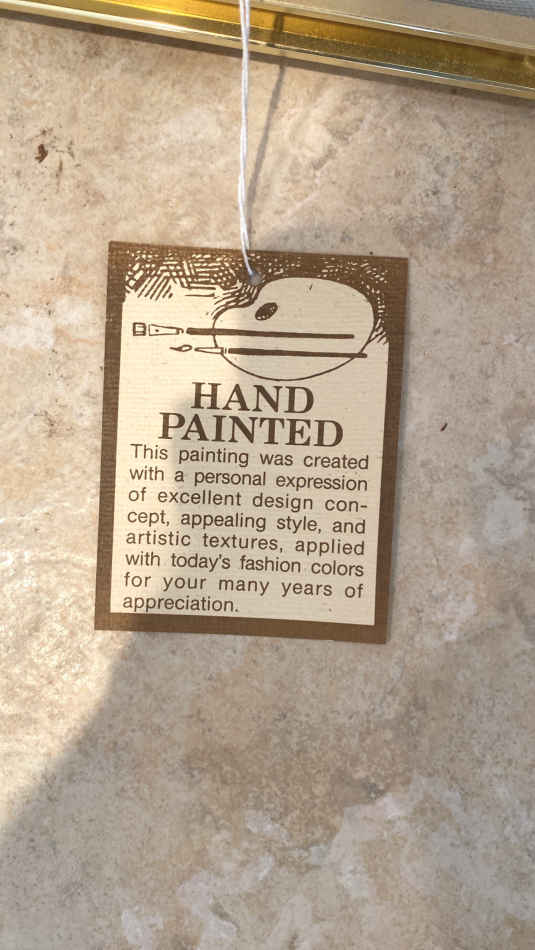 HAND
PAINTED
This painting was created
with a personal expression
of excellent design con-
cept, appealing style, and
artistic textures, applied
with today's fashion colors
for your many years of
appreciation.